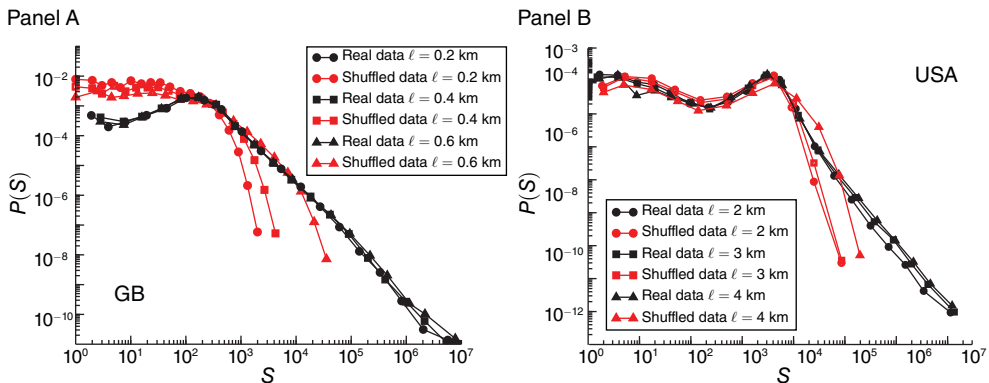 Panel A
Panel B
10⁻²
10⁻⁴
10⁻⁶
10⁻⁸
10⁻¹⁰
P(S)
10⁰ 10¹ 10² 10³ 10⁴ 10⁵ 10⁶ 10⁷
S
GB
Real data ℓ = 0.2 km
Shuffled data ℓ = 0.2 km
Real data ℓ = 0.4 km
Shuffled data ℓ = 0.4 km
Real data ℓ = 0.6 km
Shuffled data ℓ = 0.6 km
10⁻³
10⁻⁴
10⁻⁶
10⁻⁸
10⁻¹⁰
10⁻¹²
P(S)
10⁰ 10¹ 10² 10³ 10⁴ 10⁵ 10⁶ 10⁷
S
USA
Real data ℓ = 2 km
Shuffled data ℓ = 2 km
Real data ℓ = 3 km
Shuffled data ℓ = 3 km
Real data ℓ = 4 km
Shuffled data ℓ = 4 km